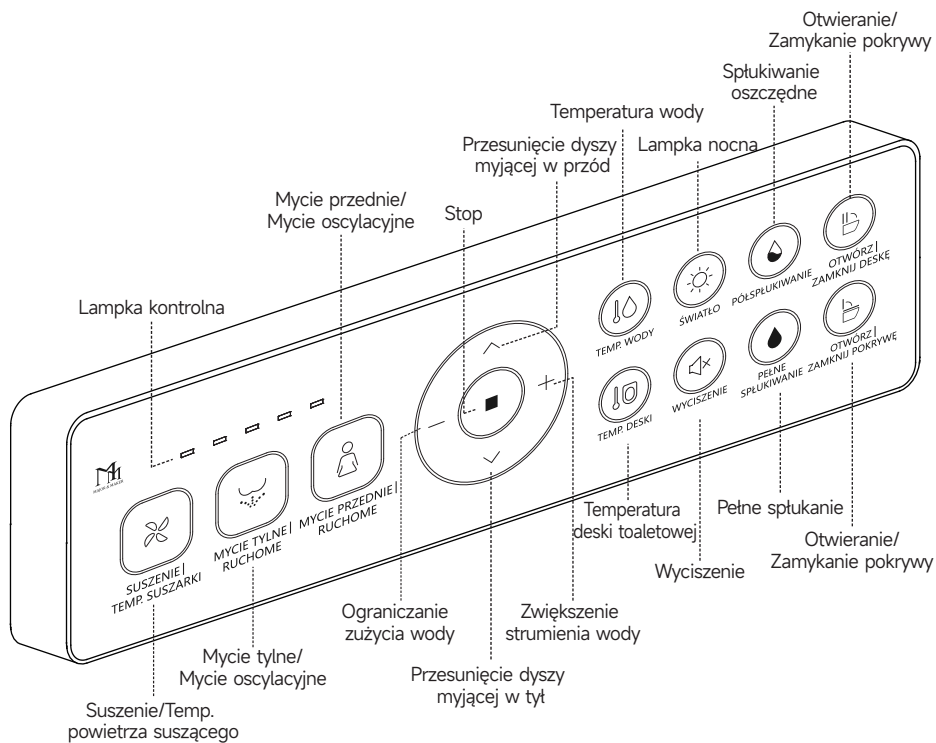 Otwieranie/
Zamykanie pokrywy
Spłukiwanie
oszczędne
Temperatura wody
Lampka nocna
Przesunięcie dyszy
myjącej w przód
Mycie przednie/
Mycie oscylacyjne
Stop
Lampka kontrolna
OTWÓRZ |
ZAMKNIJ DESKĘ
PÓŁSPŁUKIWANIE
ŚWIATŁO
TEMP. WODY
OTWÓRZ |
ZAMKNIJ POKRYWĘ
PEŁNE
SPŁUKIWANIE
WYCISZENIE
TEMP. DESKI
MYCIE PRZEDNIE |
RUCHOME
MYCIE TYLNE |
RUCHOME
SUSZENIE |
TEMP. SUSZARKI
Temperatura
deski toaletowej
Pełne spłukanie
Otwieranie/
Zamykanie pokrywy
Wyciszenie
Ograniczanie
zużycia wody
Zwiększenie
strumienia wody
Mycie tylne/
Mycie oscylacyjne
Przesunięcie dyszy
myjącej w tył
Suszenie/Temp.
powietrza suszącego